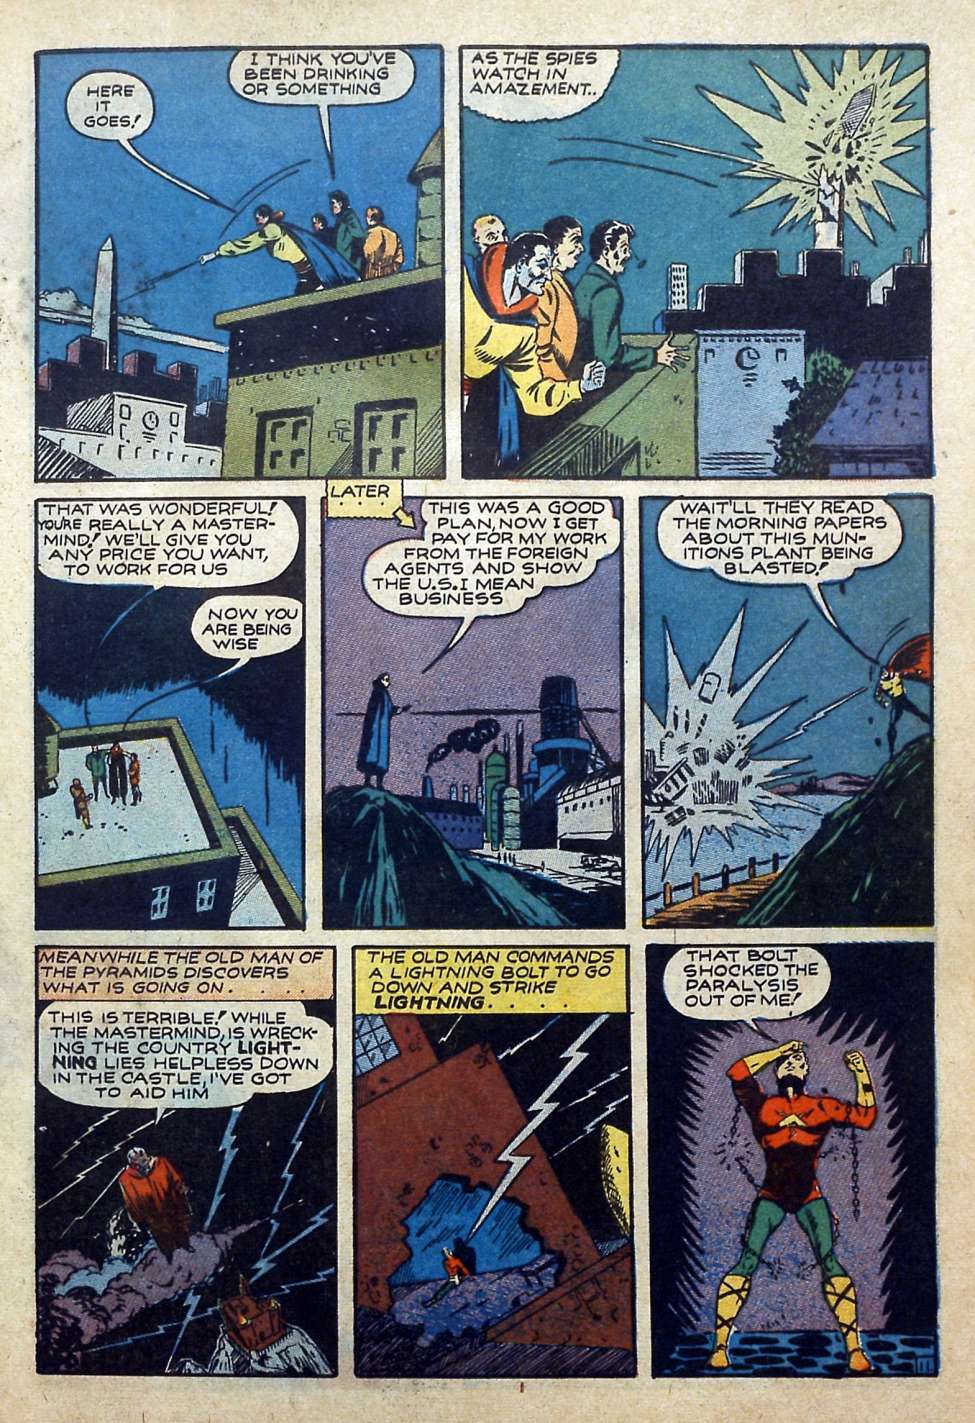 HERE
IT
GOES!
I THINK YOU'VE
BEEN DRINKING
OR SOMETHING
AS THE SPIES
WATCH IN
AMAZEMENT..
THAT WAS WONDERFUL!
YOU'RE REALLY A MASTER-
MIND! WE'LL GIVE YOU
ANY PRICE YOU WANT,
TO WORK FOR US
NOW YOU
ARE BEING
WISE
LATER
. . . .
THIS WAS A GOOD
PLAN, NOW I GET
PAY FOR MY WORK
FROM THE FOREIGN
AGENTS AND SHOW
THE U.S. I MEAN
BUSINESS
WAIT'LL THEY READ
THE MORNING PAPERS
ABOUT THIS MUN-
ITIONS PLANT BEING
BLASTED!
MEANWHILE THE OLD MAN OF
THE PYRAMIDS DISCOVERS
WHAT IS GOING ON. . . . .
THIS IS TERRIBLE! WHILE
THE MASTERMIND, IS WRECK-
ING THE COUNTRY LIGHT-
NING LIES HELPLESS DOWN
IN THE CASTLE, I'VE GOT
TO AID HIM
THE OLD MAN COMMANDS
A LIGHTNING BOLT TO GO
DOWN AND STRIKE
LIGHTNING. . . . .
THAT BOLT
SHOCKED THE
PARALYSIS
OUT OF ME!